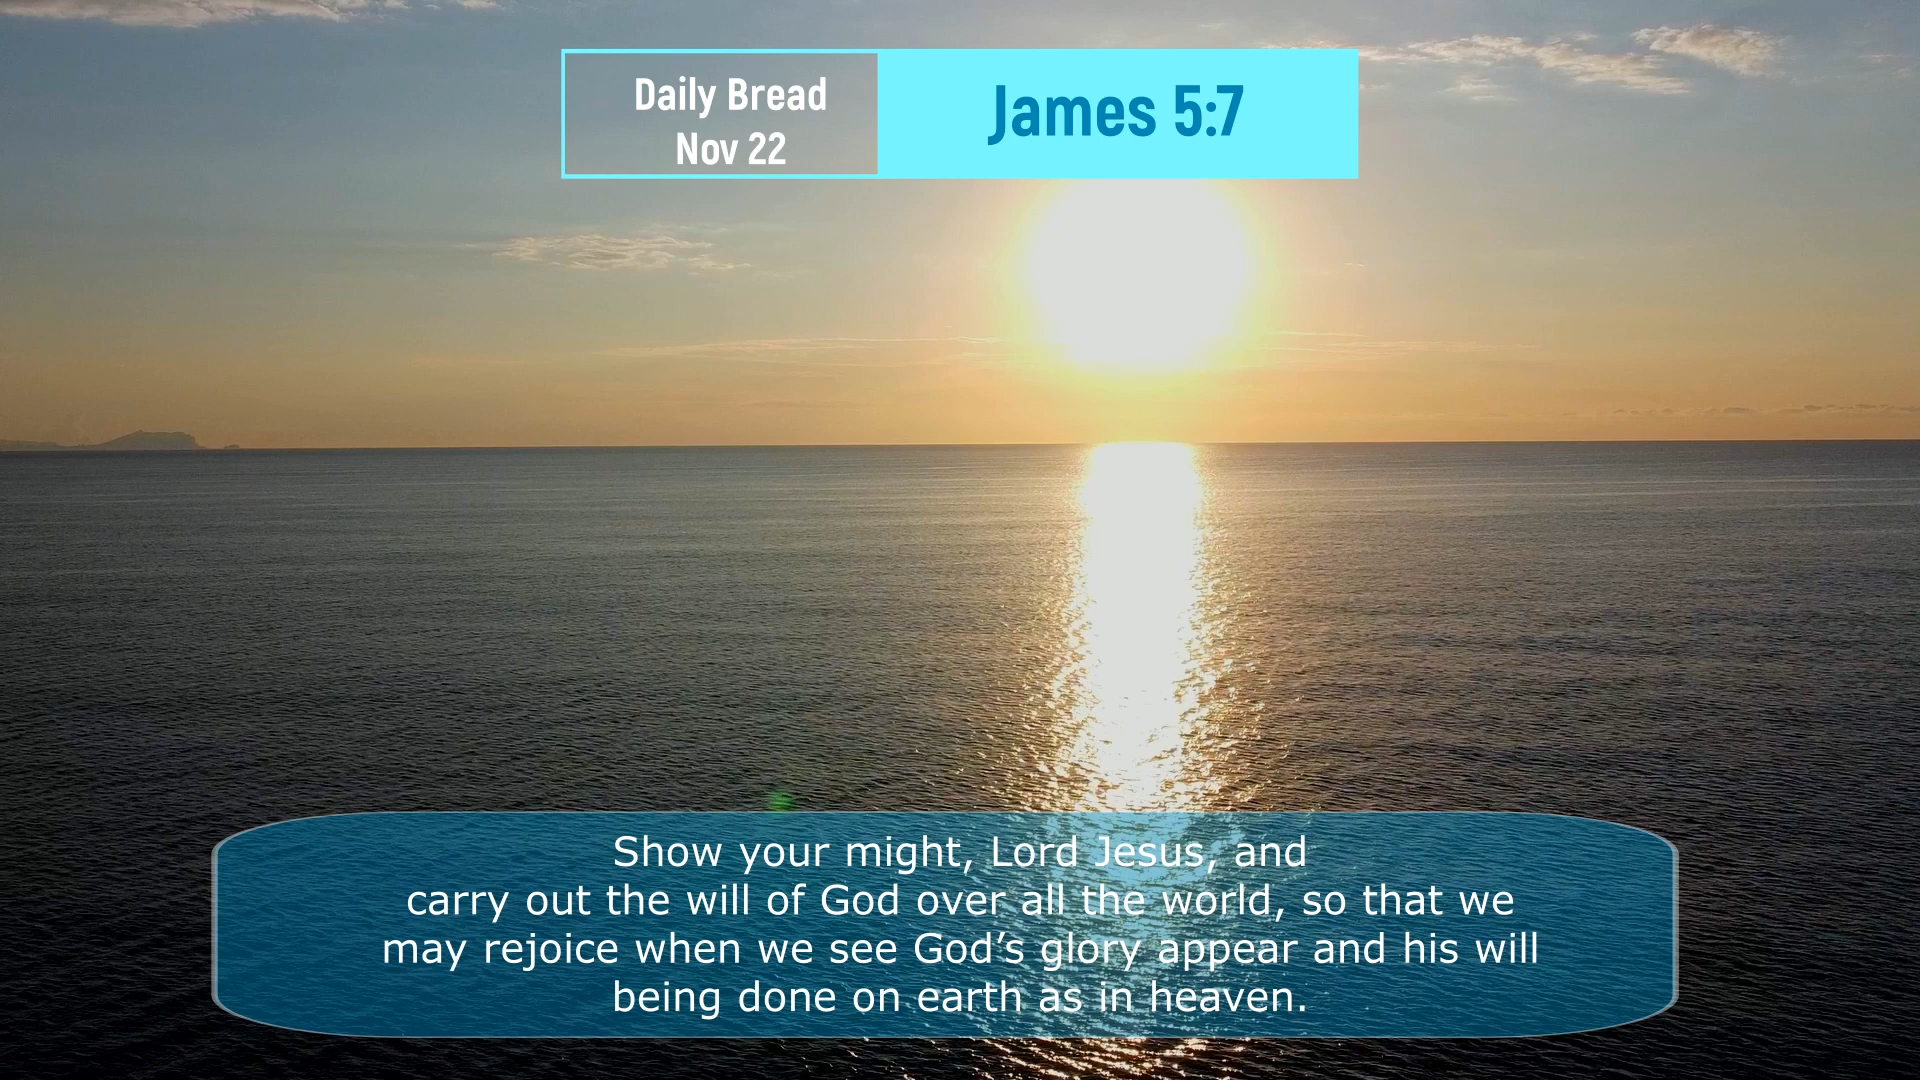 Daily Bread
Nov 22
James 5:7
Show your might, Lord Jesus, and
carry out the will of God over all the world, so that we
may rejoice when we see God’s glory appear and his will
being done on earth as in heaven.